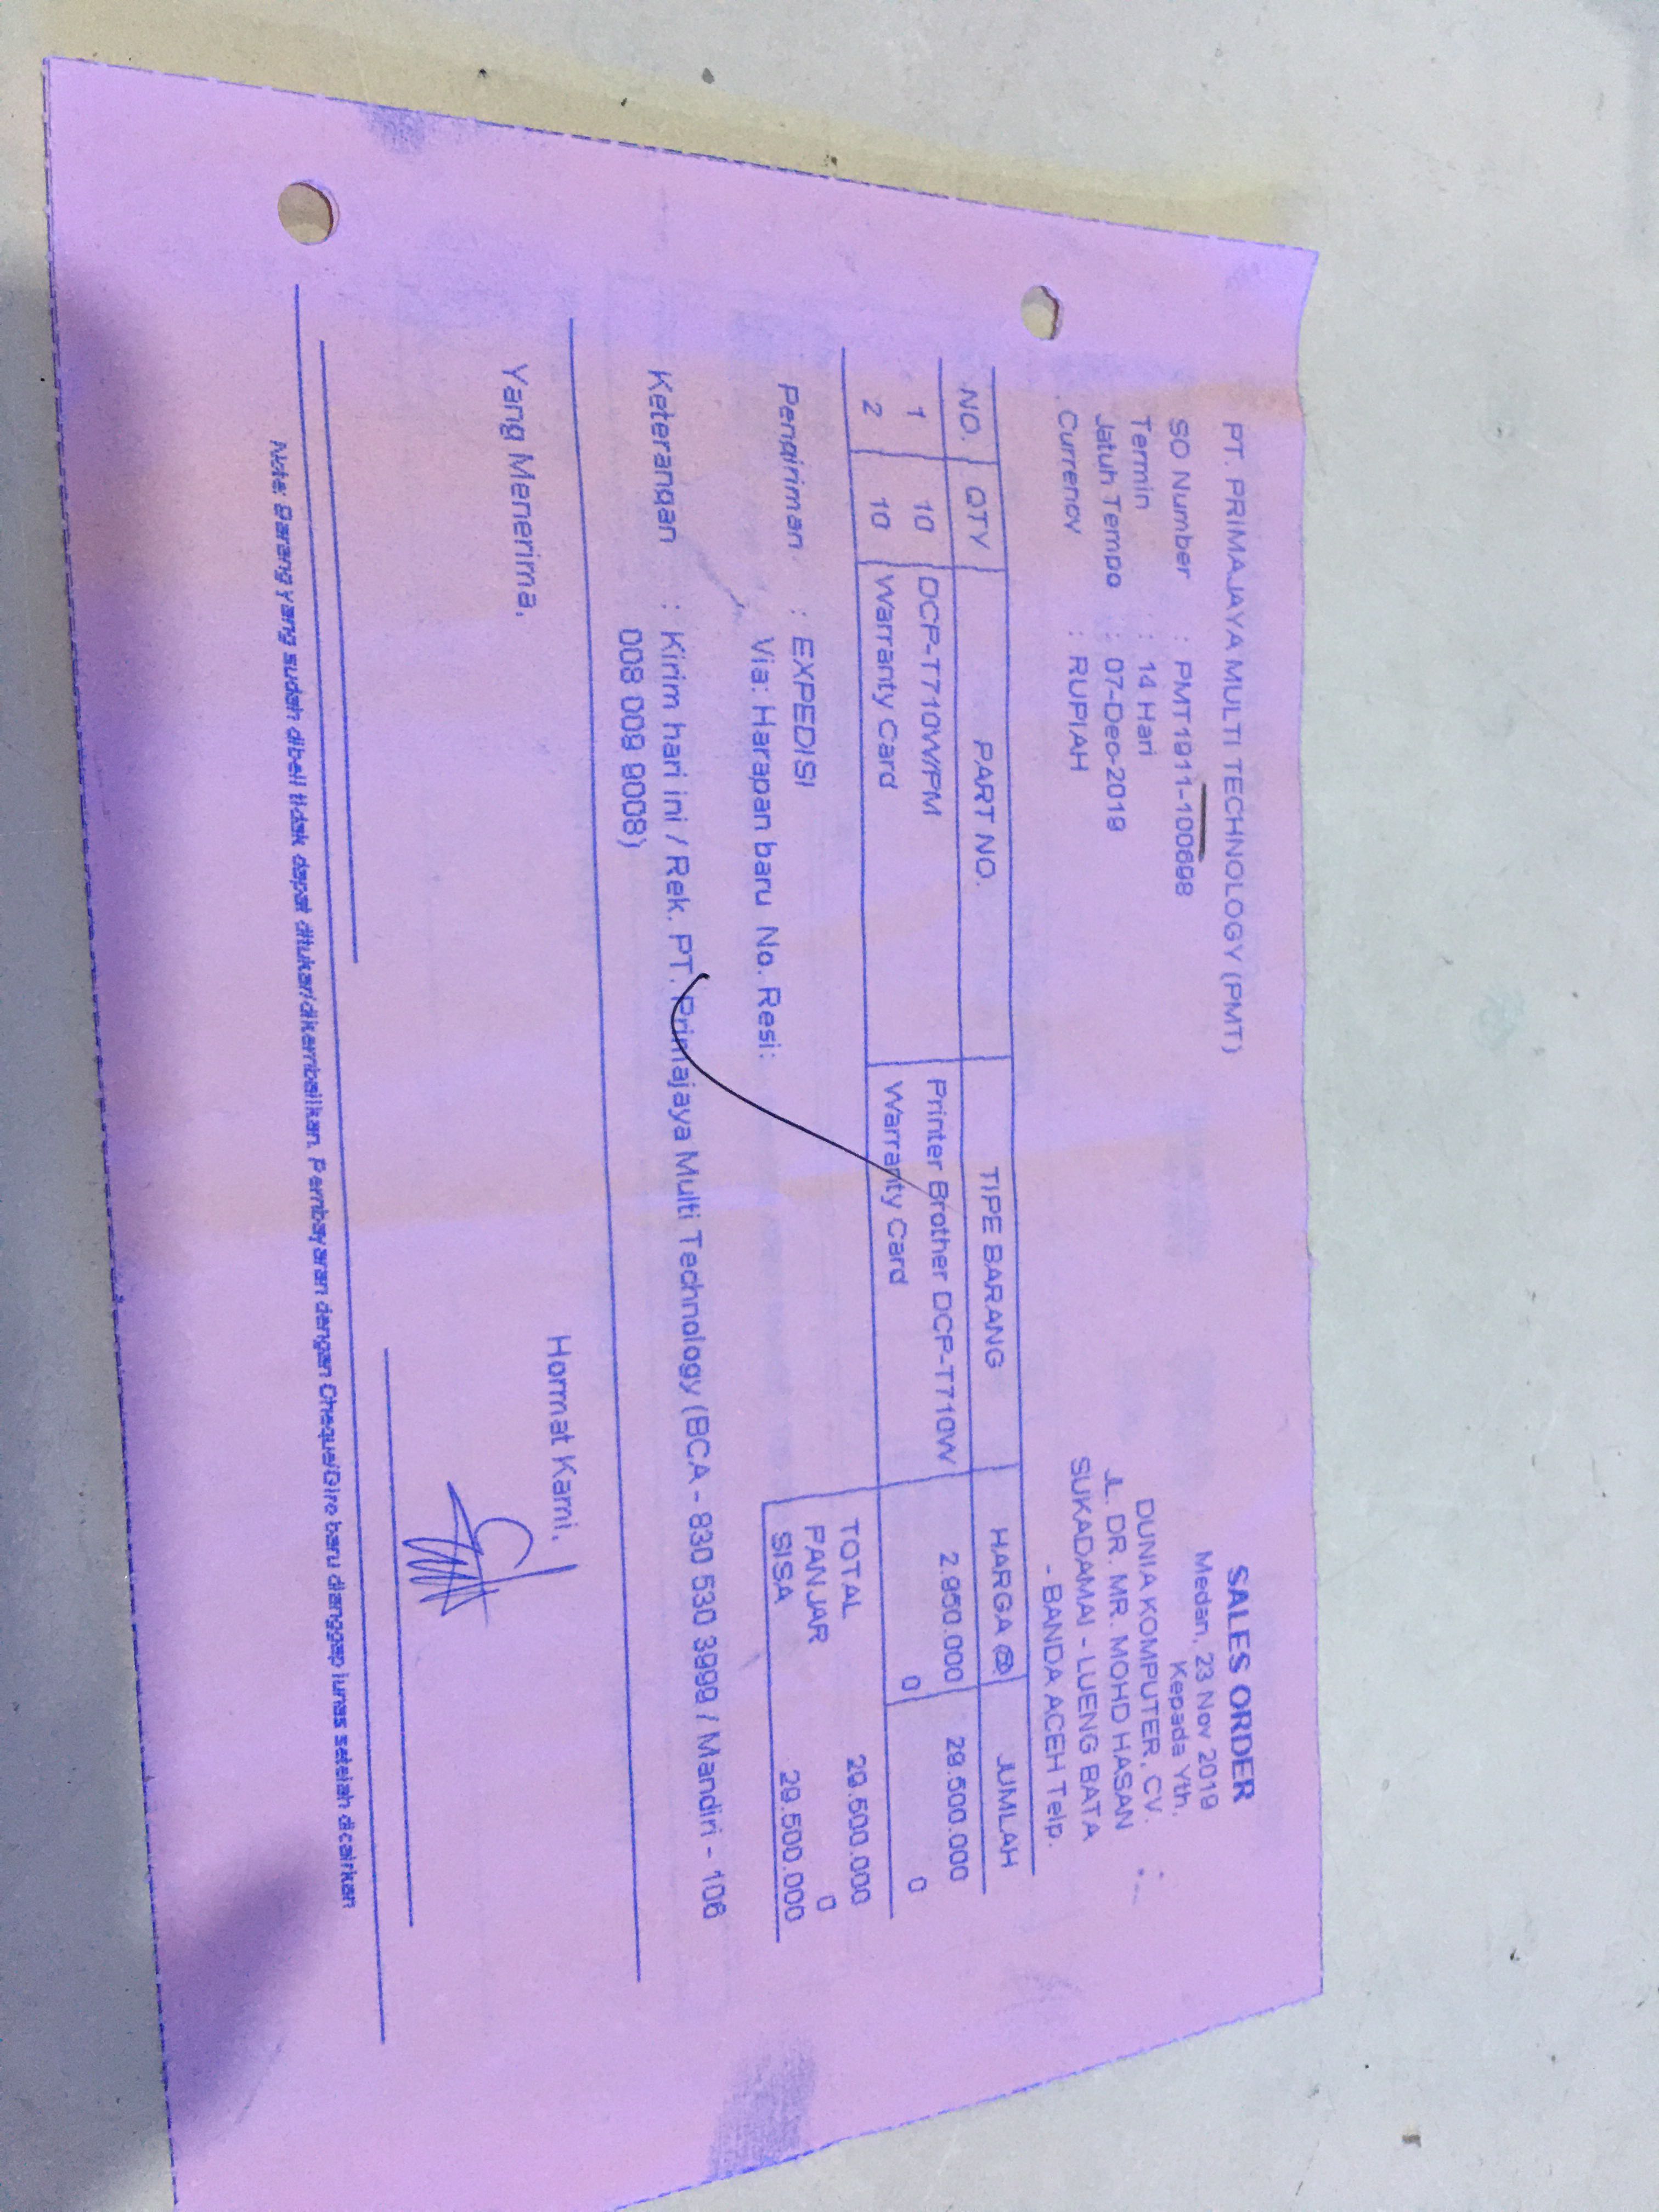 PT. PRIMAJAYA MULTI TECHNOLOGY (PMT)
SALES ORDER
Medan, 23 Nov 2019
SO Number : PMT1911-100698
Kepada Yth,
Termin : 14 Hari
DUNIA KOMPUTER, CV.
Jatuh Tempo : 07-Dec-2019
JL. DR. MR. MOHD HASAN
Currency : RUPIAH
SUKADAMAI - LUENG BATA
- BANDA ACEH Telp.
NO. QTY PART NO. TIPE BARANG HARGA @ JUMLAH
1 10 DCP-T710W/PM Printer Brother DCP-T710W 2.950.000 29.500.000
2 10 Warranty Card Warranty Card 0 0
TOTAL 29.500.000
Pengiriman : EXPEDISI
PANJAR 0
Via: Harapan baru No. Resi:
SISA 29.500.000
Keterangan : Kirim hari ini / Rek. PT. Primajaya Multi Technology (BCA - 830 530 3999 / Mandiri - 106
008 009 9008)
Yang Menerima,
Hormat Kami,
Note: Barang yang sudah dibeli tidak dapat ditukar/dikembalikan. Pembayaran dengan Cheque/Giro baru dianggap lunas setelah dicairkan